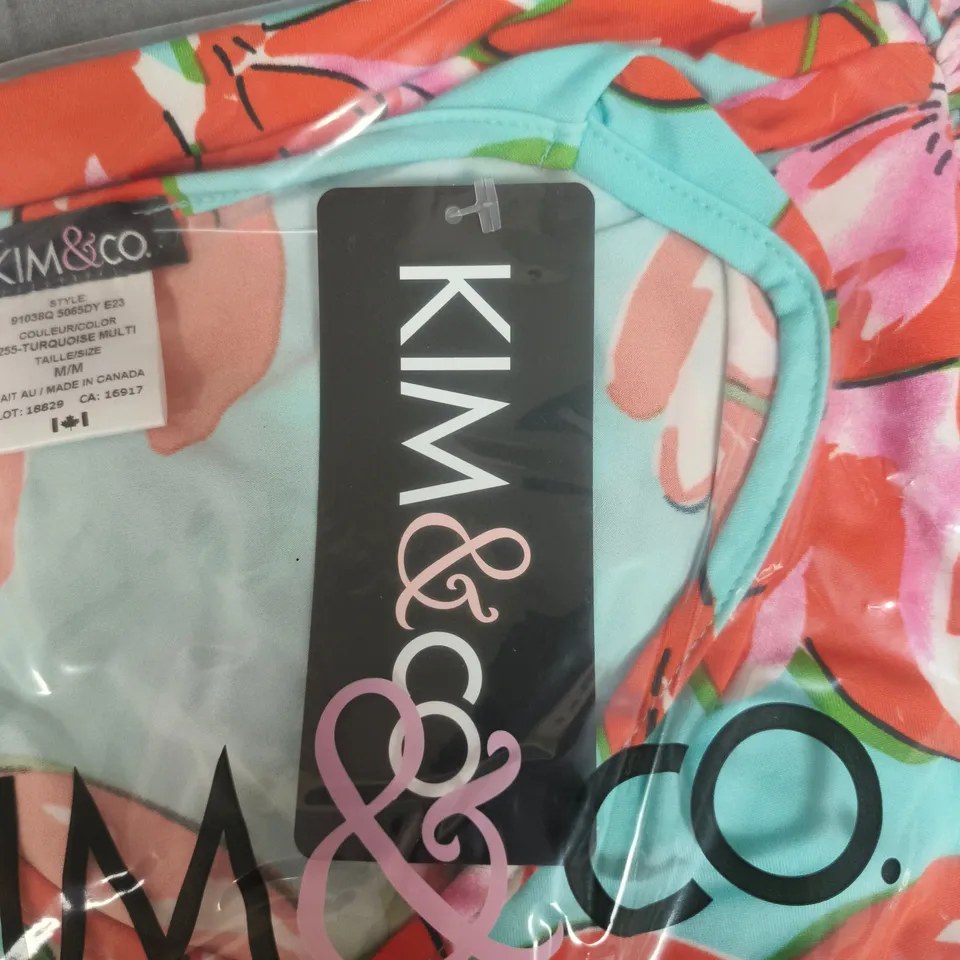 KIM&CO.
STYLE:
91038Q 5065DY E23
COULEUR/COLOR
255-TURQUOISE MULTI
TAILLE/SIZE
M/M
AIT AU / MADE IN CANADA
LOT: 16829 CA: 16917
KIM&CO
IM&CO.